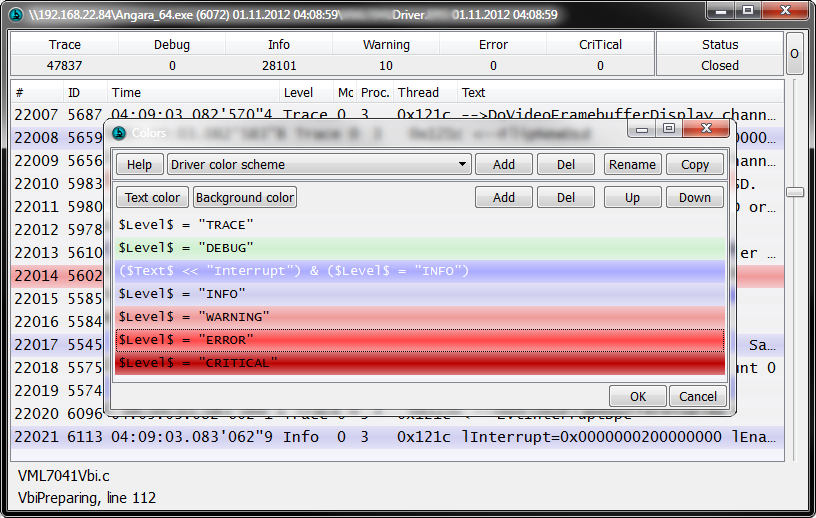 \\192.168.22.84\Angara_64.exe (6072) 01.11.2012 04:08:59\ Driver. 01.11.2012 04:08:59
Trace Debug Info Warning Error CriTical Status
47837 0 28101 10 0 0 Closed O
# ID Time Level Mc Proc. Thread Text
22007 5687 04:09:03.082'570"4 Trace 0 3 0x121c -->DoVideoFramebufferDisplay chann...
22008 5659 0000...
22009 5656 hann...
22010 5983 SD.
22011 5980 0 or...
22012 5978
22013 5610 er ...
22014 5602
22015 5585
22016 5584
22017 5545 Sa...
22018 5575 unt 0
22019 5574
22020 6096
22021 6113 04:09:03.083'062"9 Info 0 3 0x121c lInterrupt=0x0000000200000000 lEna...
VML7041Vbi.c
VbiPreparing, line 112
Colors
Help Driver color scheme Add Del Rename Copy
Text color Background color Add Del Up Down
$Level$ = "TRACE"
$Level$ = "DEBUG"
($Text$ << "Interrupt") & ($Level$ = "INFO")
$Level$ = "INFO"
$Level$ = "WARNING"
$Level$ = "ERROR"
$Level$ = "CRITICAL"
OK Cancel